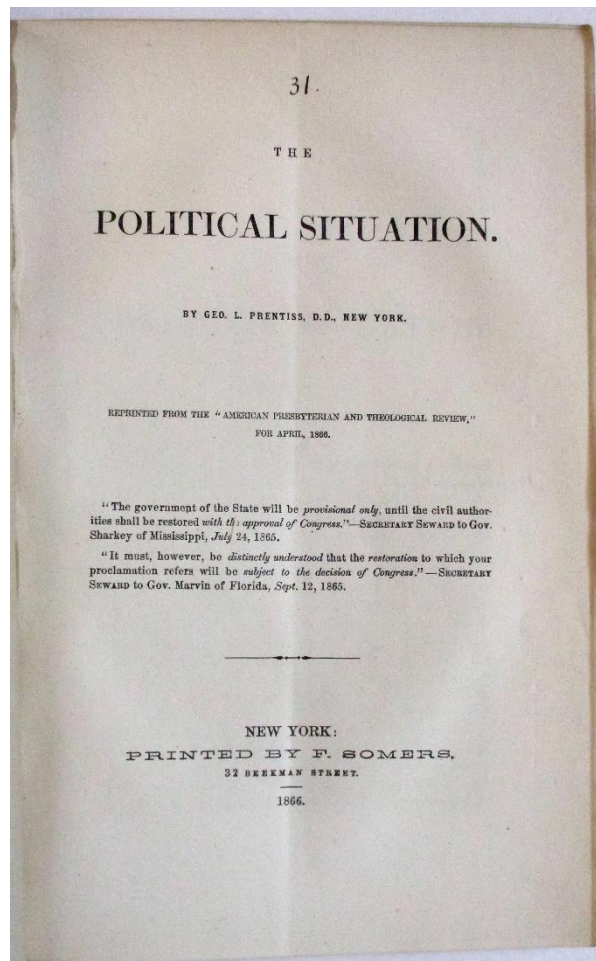 31.
THE
POLITICAL SITUATION.
BY GEO. L. PRENTISS, D.D., NEW YORK.
REPRINTED FROM THE "AMERICAN PRESBYTERIAN AND THEOLOGICAL REVIEW,"
FOR APRIL, 1866.
"The government of the State will be provisional only, until the civil author-
ities shall be restored with the approval of Congress."—SECRETARY SEWARD to Gov.
Sharkey of Mississippi, July 24, 1865.
"It must, however, be distinctly understood that the restoration to which your
proclamation refers will be subject to the decision of Congress."—SECRETARY
SEWARD to Gov. Marvin of Florida, Sept. 12, 1865.
NEW YORK:
PRINTED BY F. SOMERS,
32 BEEKMAN STREET.
1866.